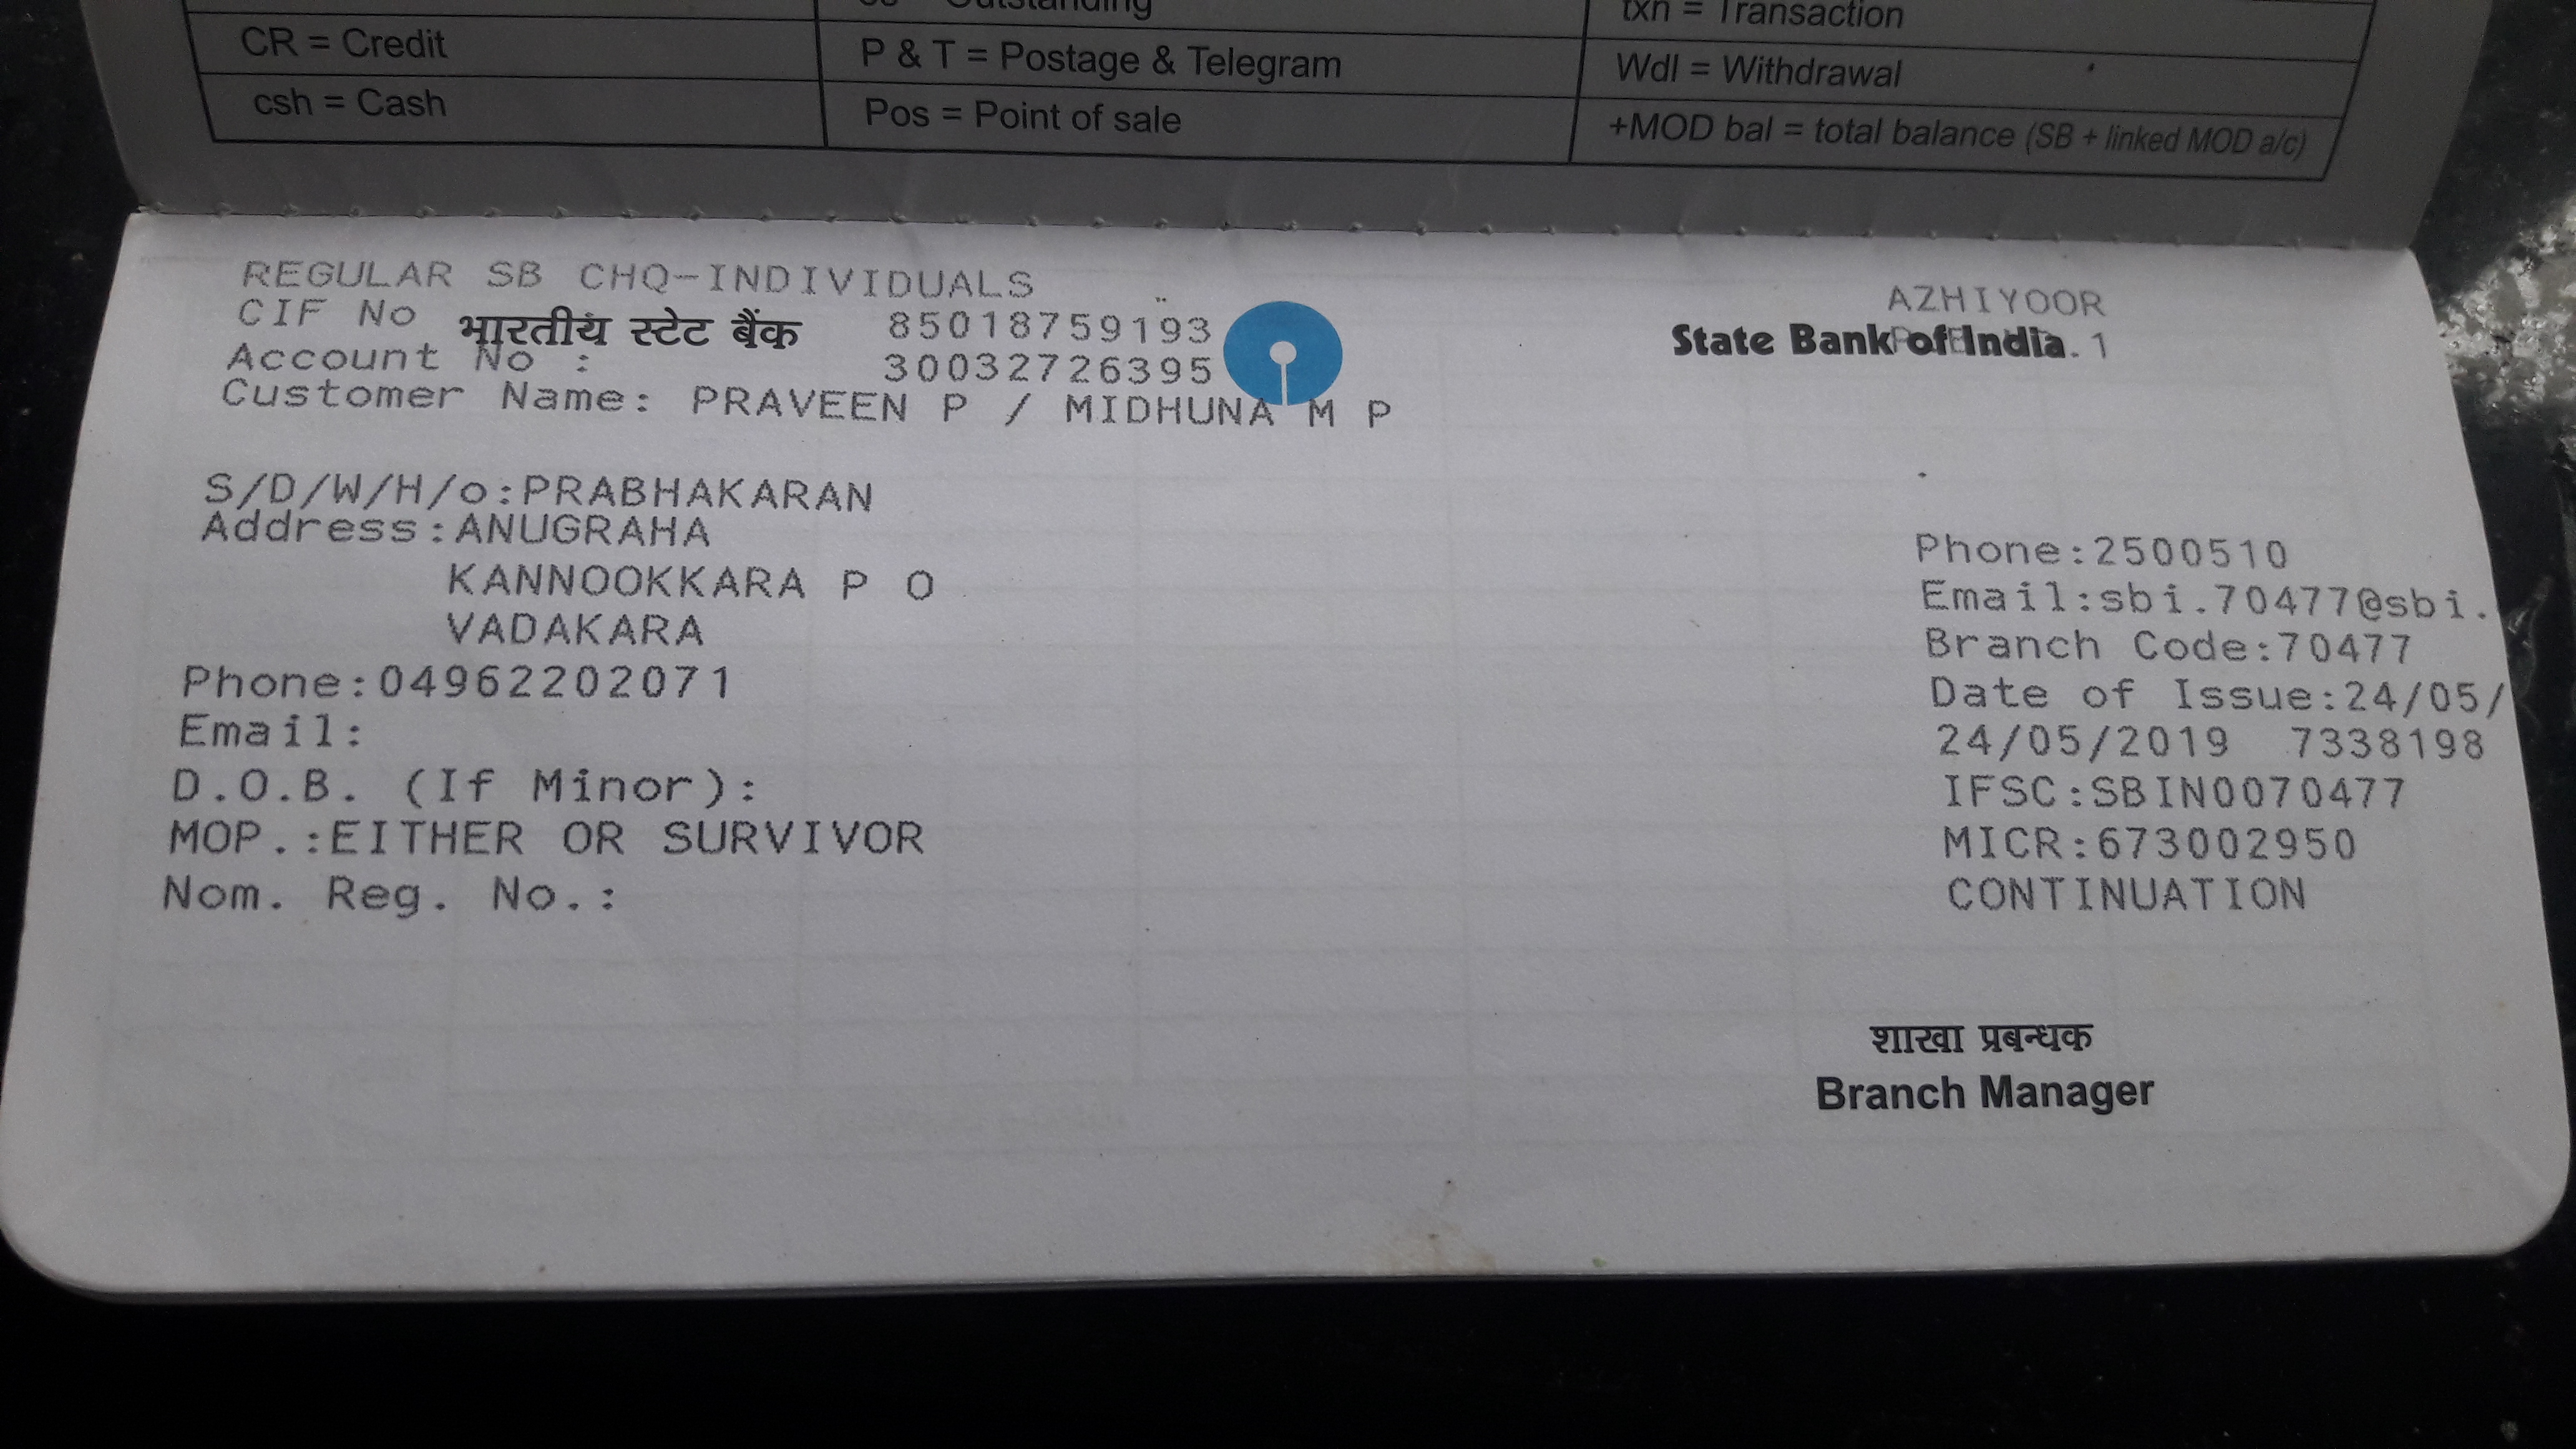 CR = Credit
P & T = Postage & Telegram
Wdl = Withdrawal
csh = Cash
Pos = Point of sale
+MOD bal = total balance (SB + linked MOD a/c)
txn = Transaction
REGULAR SB CHQ-INDIVIDUALS
AZHIYOOR
CIF No 85018759193
भारतीय स्टेट बैंक
State Bank of India
Account No : 30032726395
Customer Name: PRAVEEN P / MIDHUNA M P
S/D/W/H/o:PRABHAKARAN
Address:ANUGRAHA
KANNOOKKARA P O
VADAKARA
Phone:04962202071
Email:
D.O.B. (If Minor):
MOP.:EITHER OR SURVIVOR
Nom. Reg. No.:
Phone:2500510
Email:sbi.70477@sbi.
Branch Code:70477
Date of Issue:24/05/
24/05/2019 7338198
IFSC:SBIN0070477
MICR:673002950
CONTINUATION
शाखा प्रबन्धक
Branch Manager